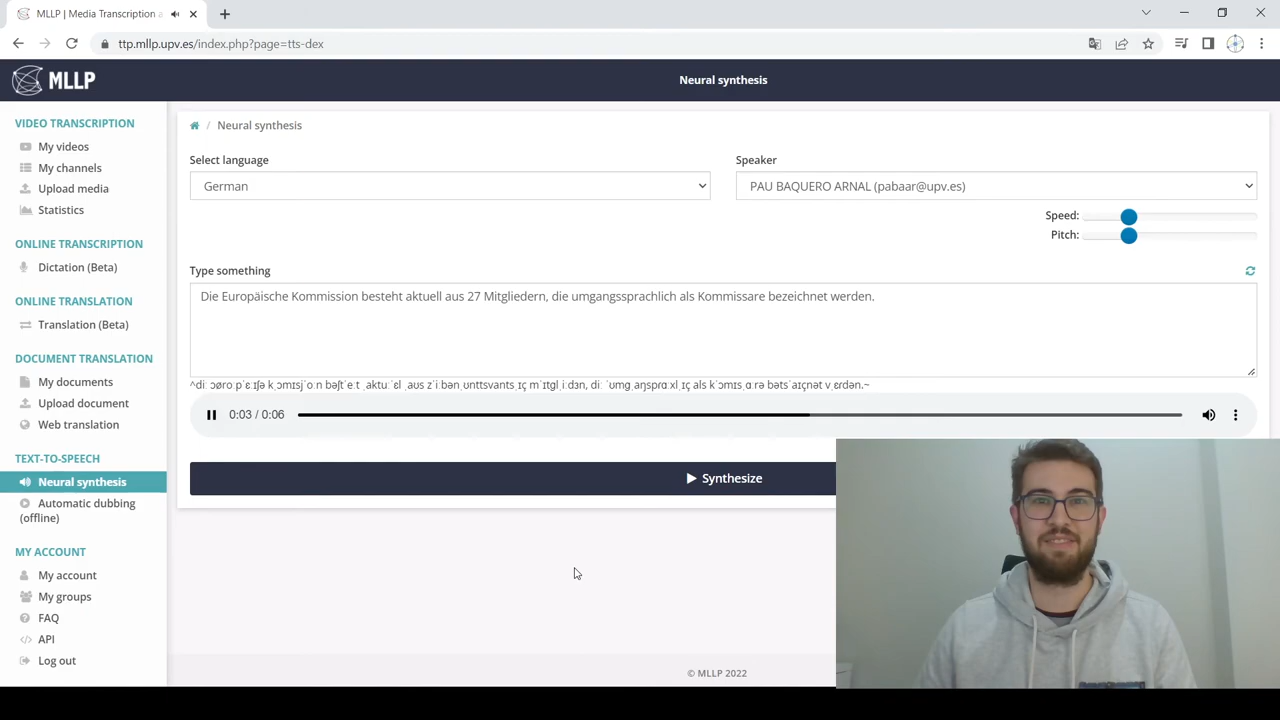 MLLP | Media Transcription a
ttp.mllp.upv.es/index.php?page=tts-dex
MLLP
Neural synthesis
VIDEO TRANSCRIPTION
My videos
My channels
Upload media
Statistics
ONLINE TRANSCRIPTION
Dictation (Beta)
ONLINE TRANSLATION
Translation (Beta)
DOCUMENT TRANSLATION
My documents
Upload document
Web translation
TEXT-TO-SPEECH
Neural synthesis
Automatic dubbing
(offline)
MY ACCOUNT
My account
My groups
FAQ
API
Log out
/ Neural synthesis
Select language
German
Speaker
PAU BAQUERO ARNAL (pabaar@upv.es)
Speed:
Pitch:
Type something
Die Europäische Kommission besteht aktuell aus 27 Mitgliedern, die umgangssprachlich als Kommissare bezeichnet werden.
0:03 / 0:06
Synthesize
© MLLP 2022